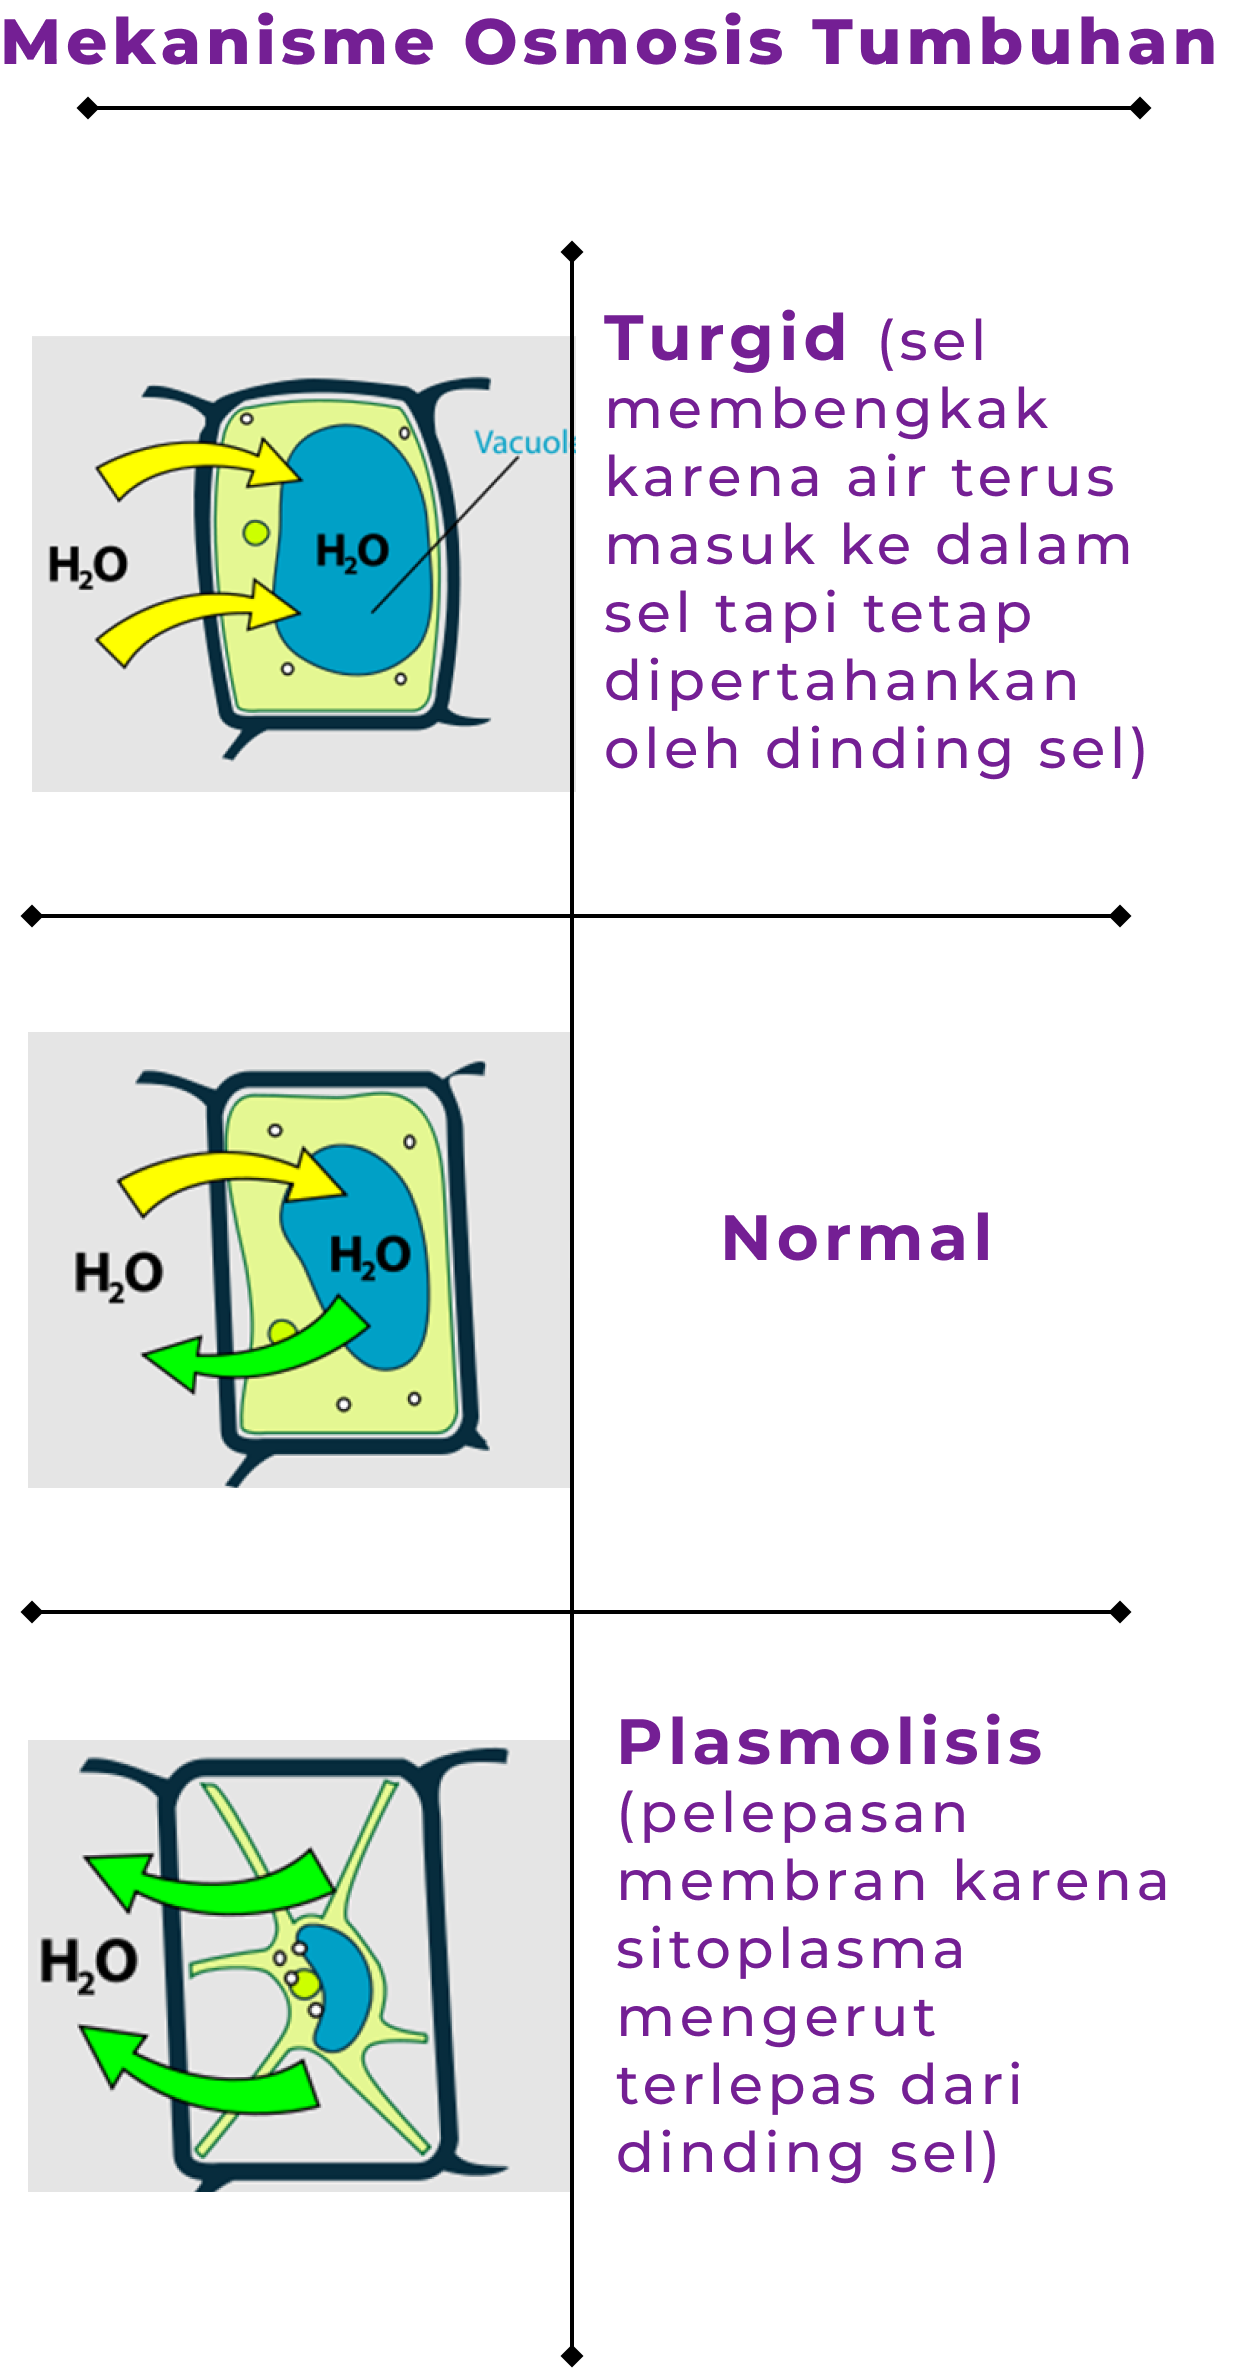 Mekanisme Osmosis Tumbuhan
Turgid (sel
membengkak
karena air terus
masuk ke dalam
sel tapi tetap
dipertahankan
oleh dinding sel)
Vacuole
H₂O
H₂O
Normal
H₂O
H₂O
Plasmolisis
(pelepasan
membran karena
sitoplasma
mengerut
terlepas dari
dinding sel)
H₂O